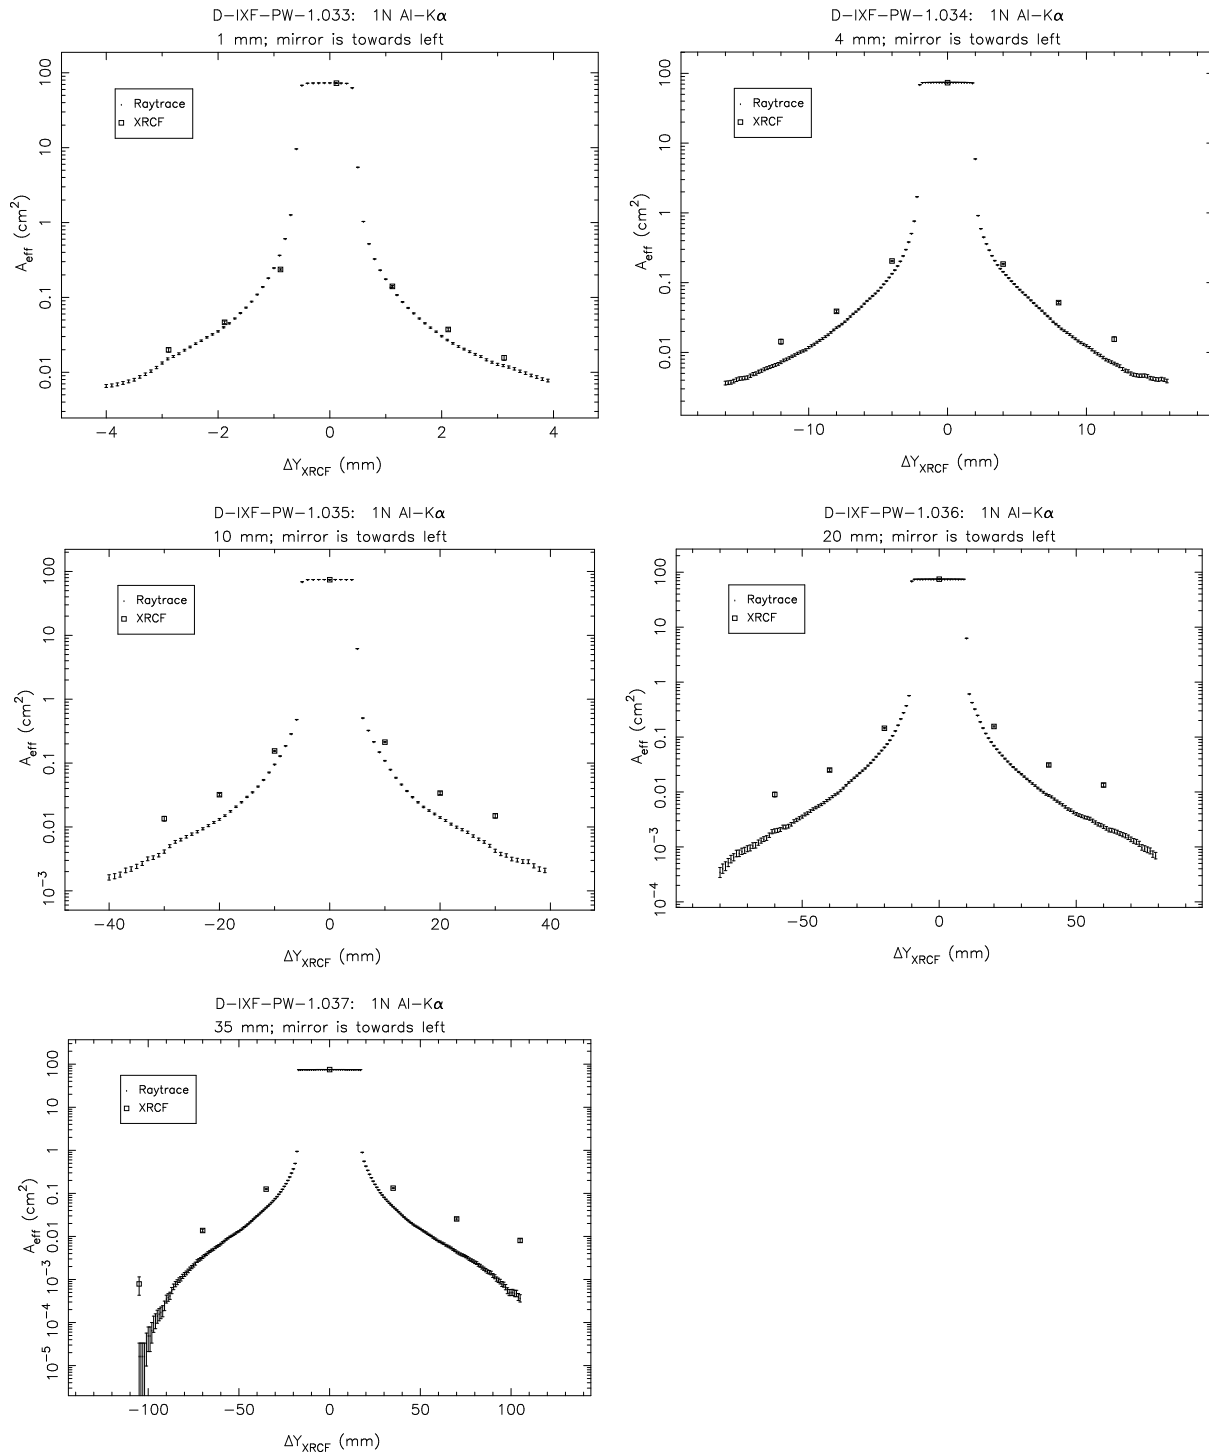 D-IXF-PW-1.033: 1N Al-Kα
1 mm; mirror is towards left
100
10
1
0.1
0.01
A_eff (cm²)
Raytrace
XRCF
-4 -2 0 2 4
ΔY_XRCF (mm)
D-IXF-PW-1.034: 1N Al-Kα
4 mm; mirror is towards left
100
10
1
0.1
0.01
A_eff (cm²)
Raytrace
XRCF
-10 0 10
ΔY_XRCF (mm)
D-IXF-PW-1.035: 1N Al-Kα
10 mm; mirror is towards left
100
10
1
0.1
0.01
10⁻³
A_eff (cm²)
Raytrace
XRCF
-40 -20 0 20 40
ΔY_XRCF (mm)
D-IXF-PW-1.036: 1N Al-Kα
20 mm; mirror is towards left
100
10
1
0.1
0.01
10⁻³
10⁻⁴
A_eff (cm²)
Raytrace
XRCF
-50 0 50
ΔY_XRCF (mm)
D-IXF-PW-1.037: 1N Al-Kα
35 mm; mirror is towards left
100
10
1
0.1
0.01
10⁻³
10⁻⁴
10⁻⁵
A_eff (cm²)
Raytrace
XRCF
-100 -50 0 50 100
ΔY_XRCF (mm)